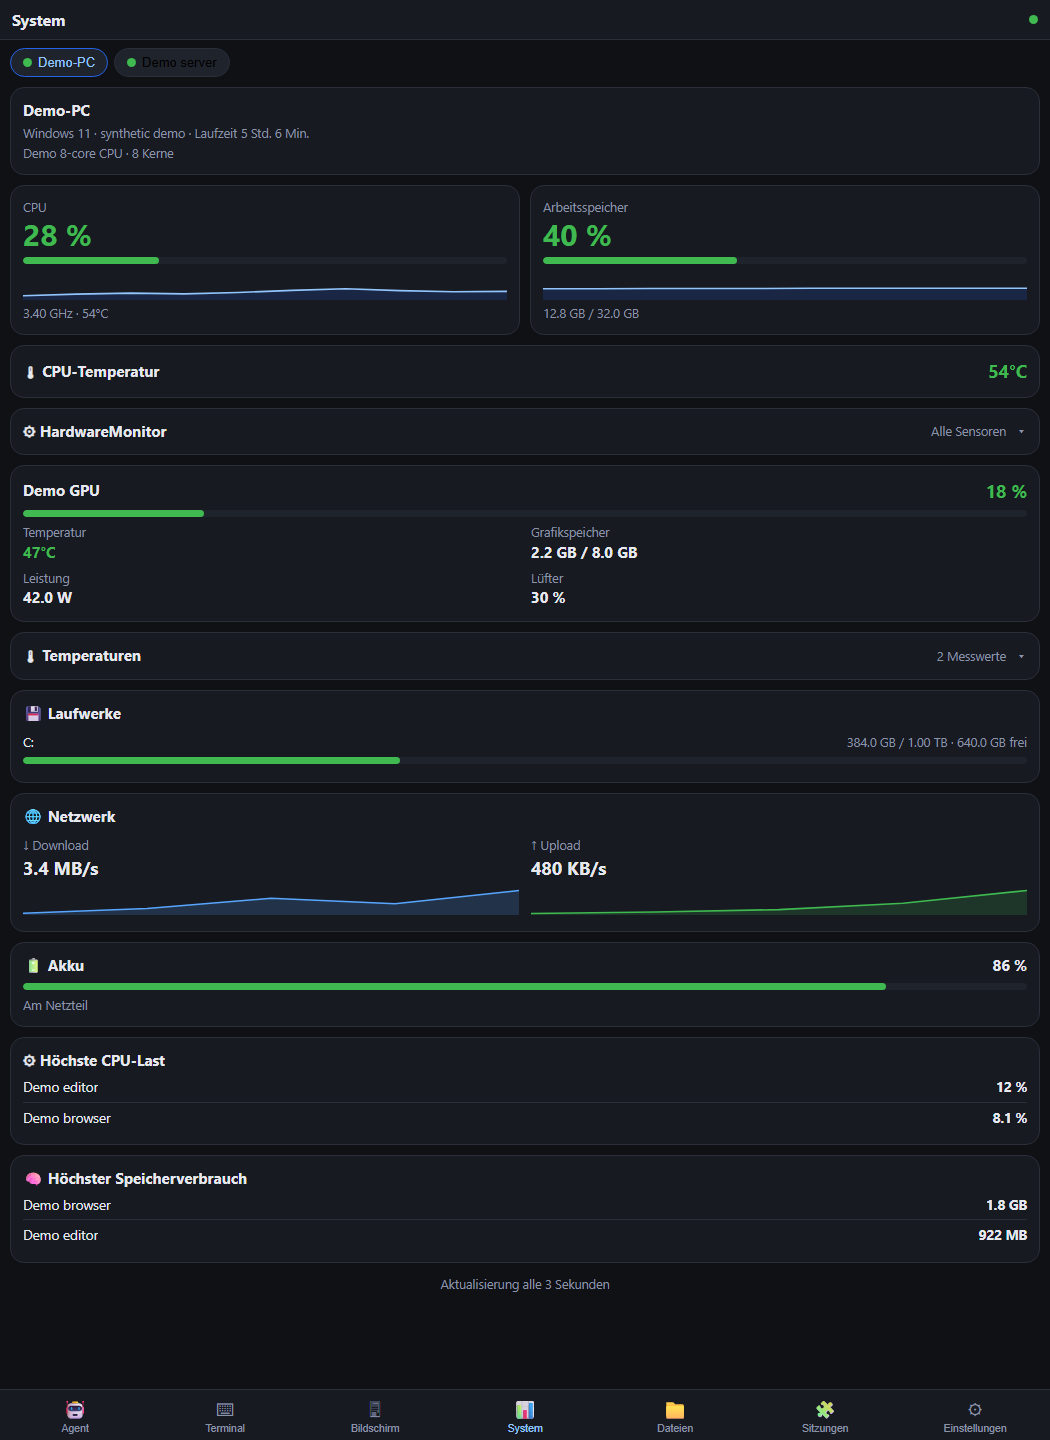 System
Demo-PC
Demo server
Demo-PC
Windows 11 · synthetic demo · Laufzeit 5 Std. 6 Min.
Demo 8-core CPU · 8 Kerne
CPU
28 %
3.40 GHz · 54°C
Arbeitsspeicher
40 %
12.8 GB / 32.0 GB
CPU-Temperatur
54°C
HardwareMonitor
Alle Sensoren
Demo GPU
18 %
Temperatur
47°C
Grafikspeicher
2.2 GB / 8.0 GB
Leistung
42.0 W
Lüfter
30 %
Temperaturen
2 Messwerte
Laufwerke
C:
384.0 GB / 1.00 TB · 640.0 GB frei
Netzwerk
↓ Download
3.4 MB/s
↑ Upload
480 KB/s
Akku
86 %
Am Netzteil
Höchste CPU-Last
Demo editor
12 %
Demo browser
8.1 %
Höchster Speicherverbrauch
Demo browser
1.8 GB
Demo editor
922 MB
Aktualisierung alle 3 Sekunden
Agent
Terminal
Bildschirm
System
Dateien
Sitzungen
Einstellungen